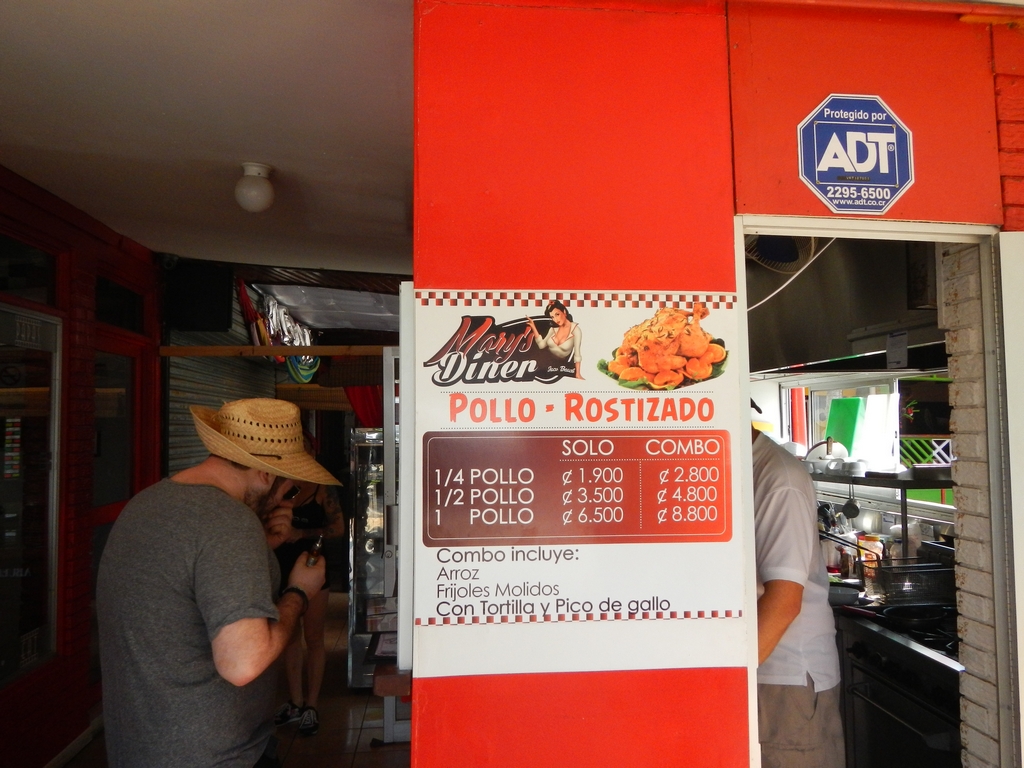 Protegido por
ADT®
2295-6500
www.adt.co.cr
Mary's
Diner
POLLO - ROSTIZADO
SOLO COMBO
1/4 POLLO ₡ 1.900 ₡ 2.800
1/2 POLLO ₡ 3.500 ₡ 4.800
1 POLLO ₡ 6.500 ₡ 8.800
Combo incluye:
Arroz
Frijoles Molidos
Con Tortilla y Pico de gallo